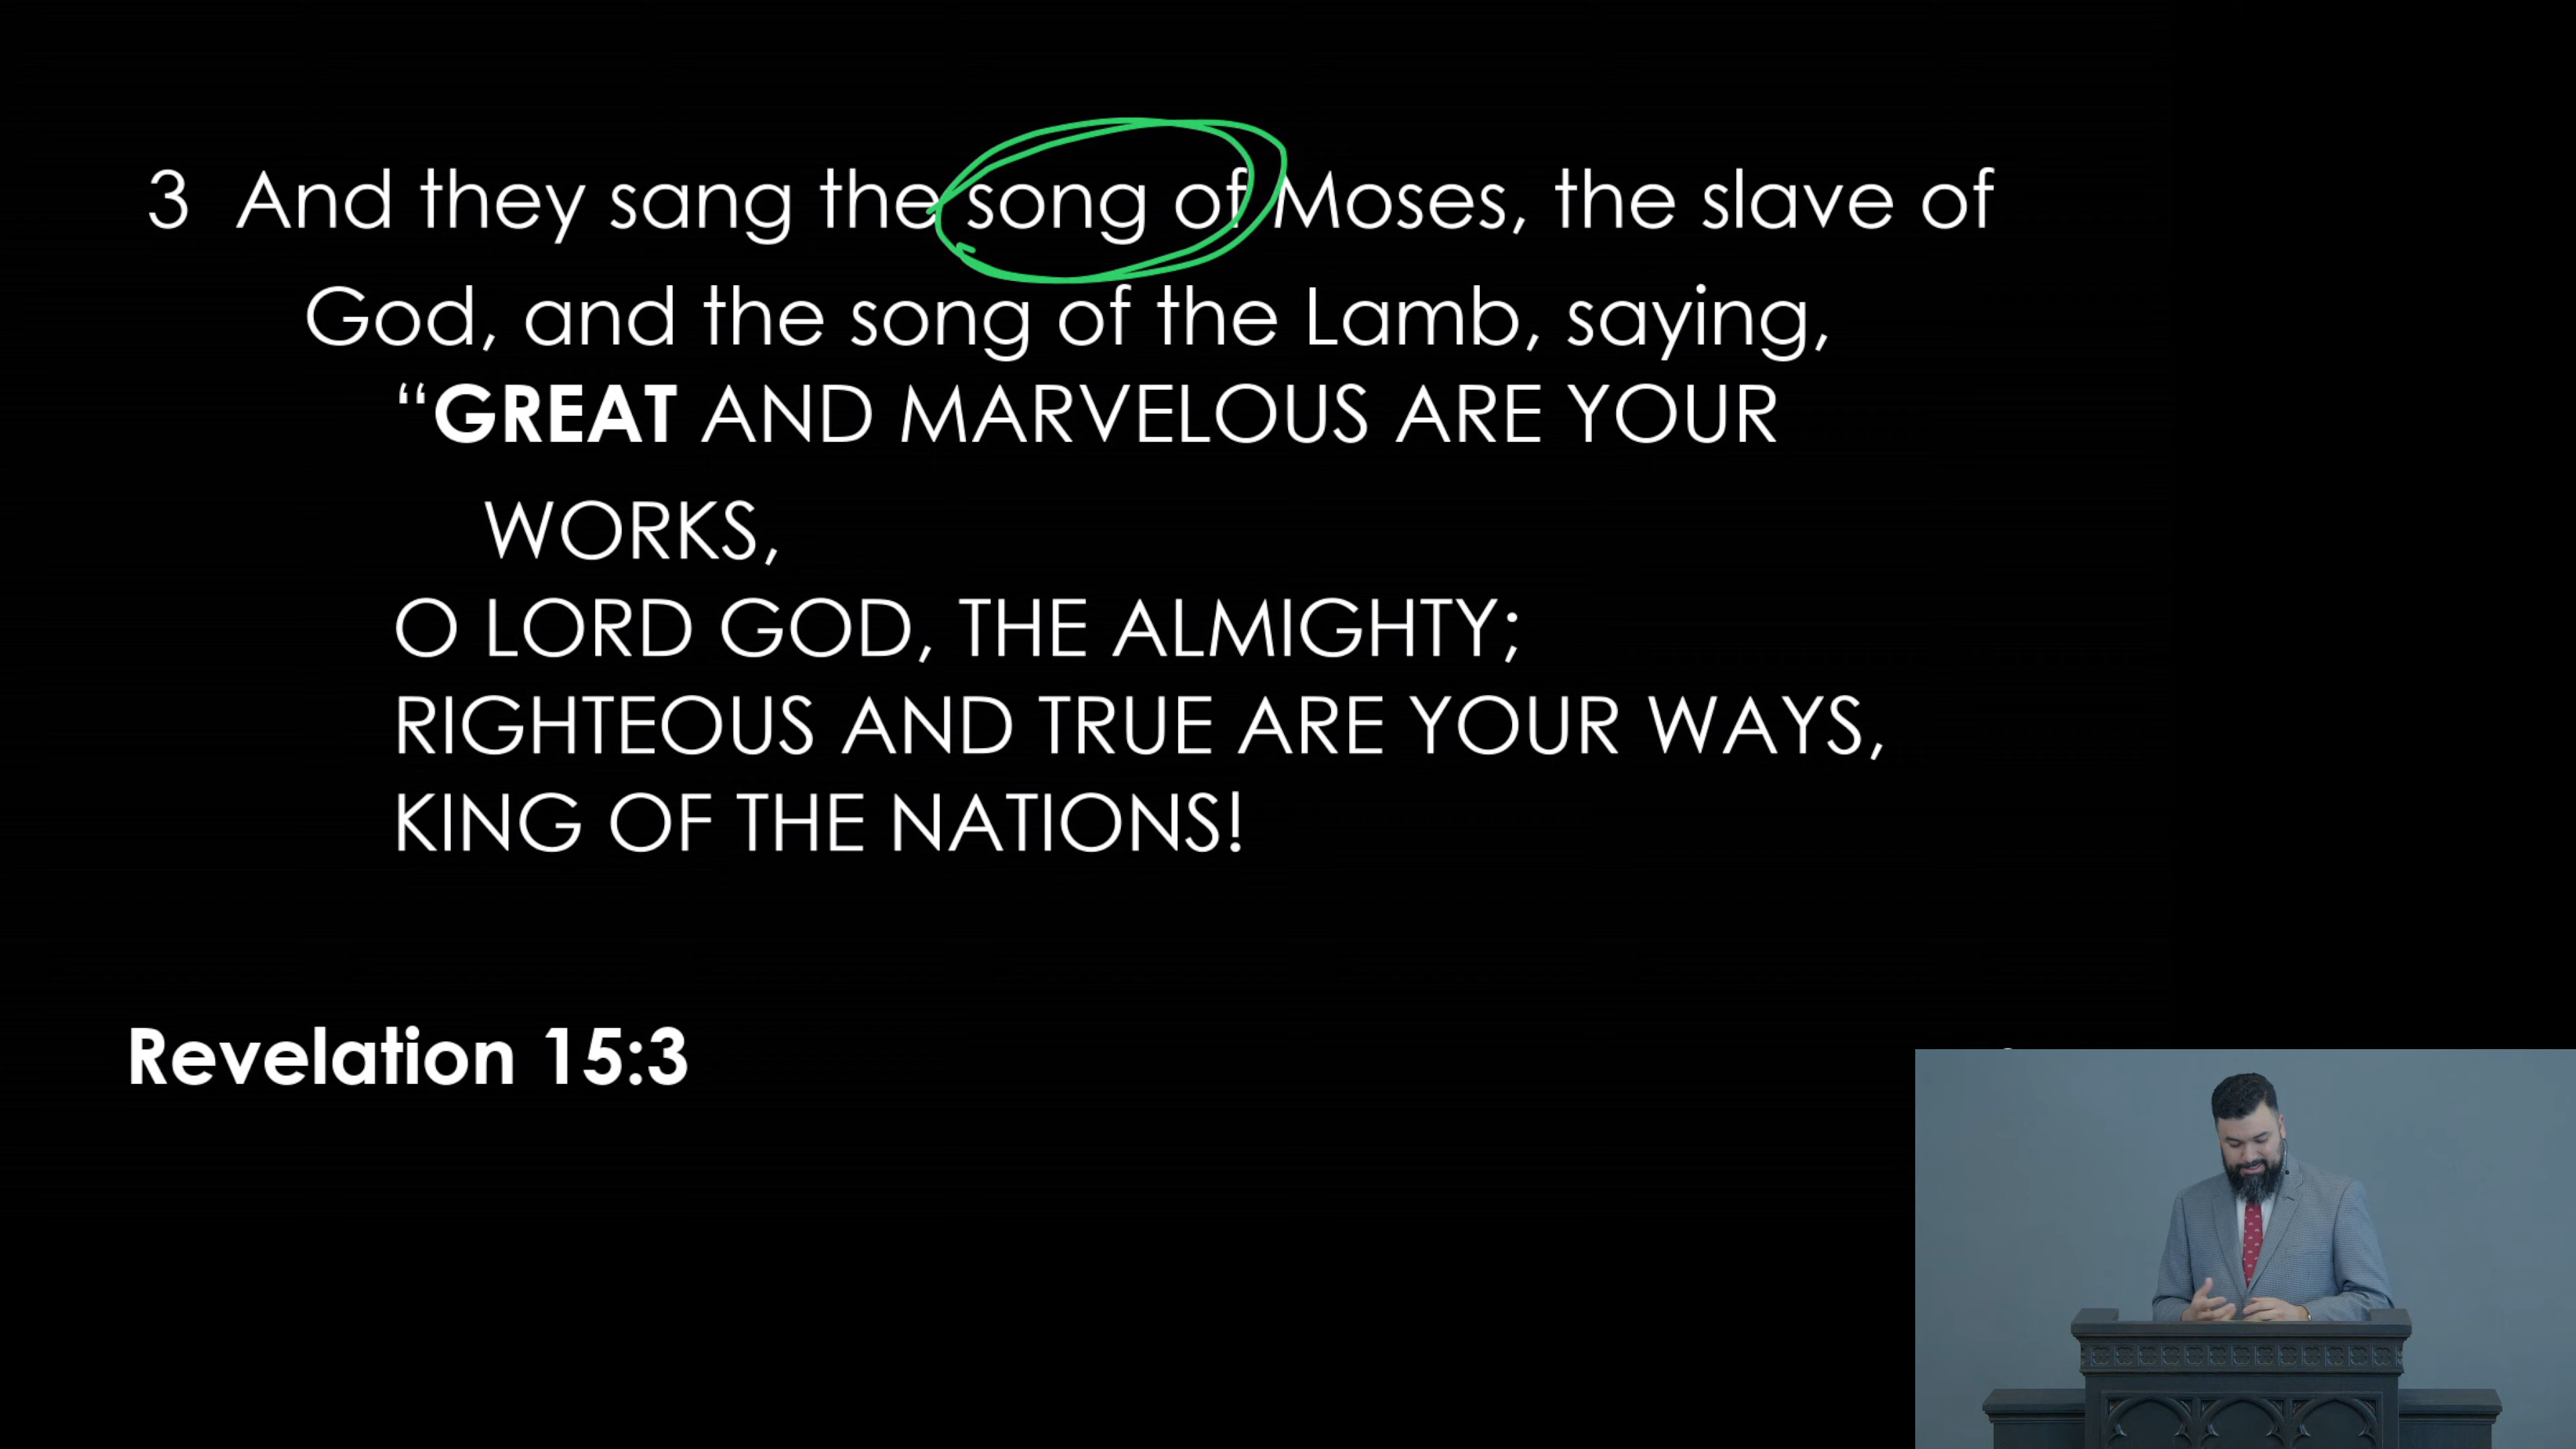 3 And they sang the song of Moses, the slave of
God, and the song of the Lamb, saying,
“GREAT AND MARVELOUS ARE YOUR
WORKS,
O LORD GOD, THE ALMIGHTY;
RIGHTEOUS AND TRUE ARE YOUR WAYS,
KING OF THE NATIONS!
Revelation 15:3